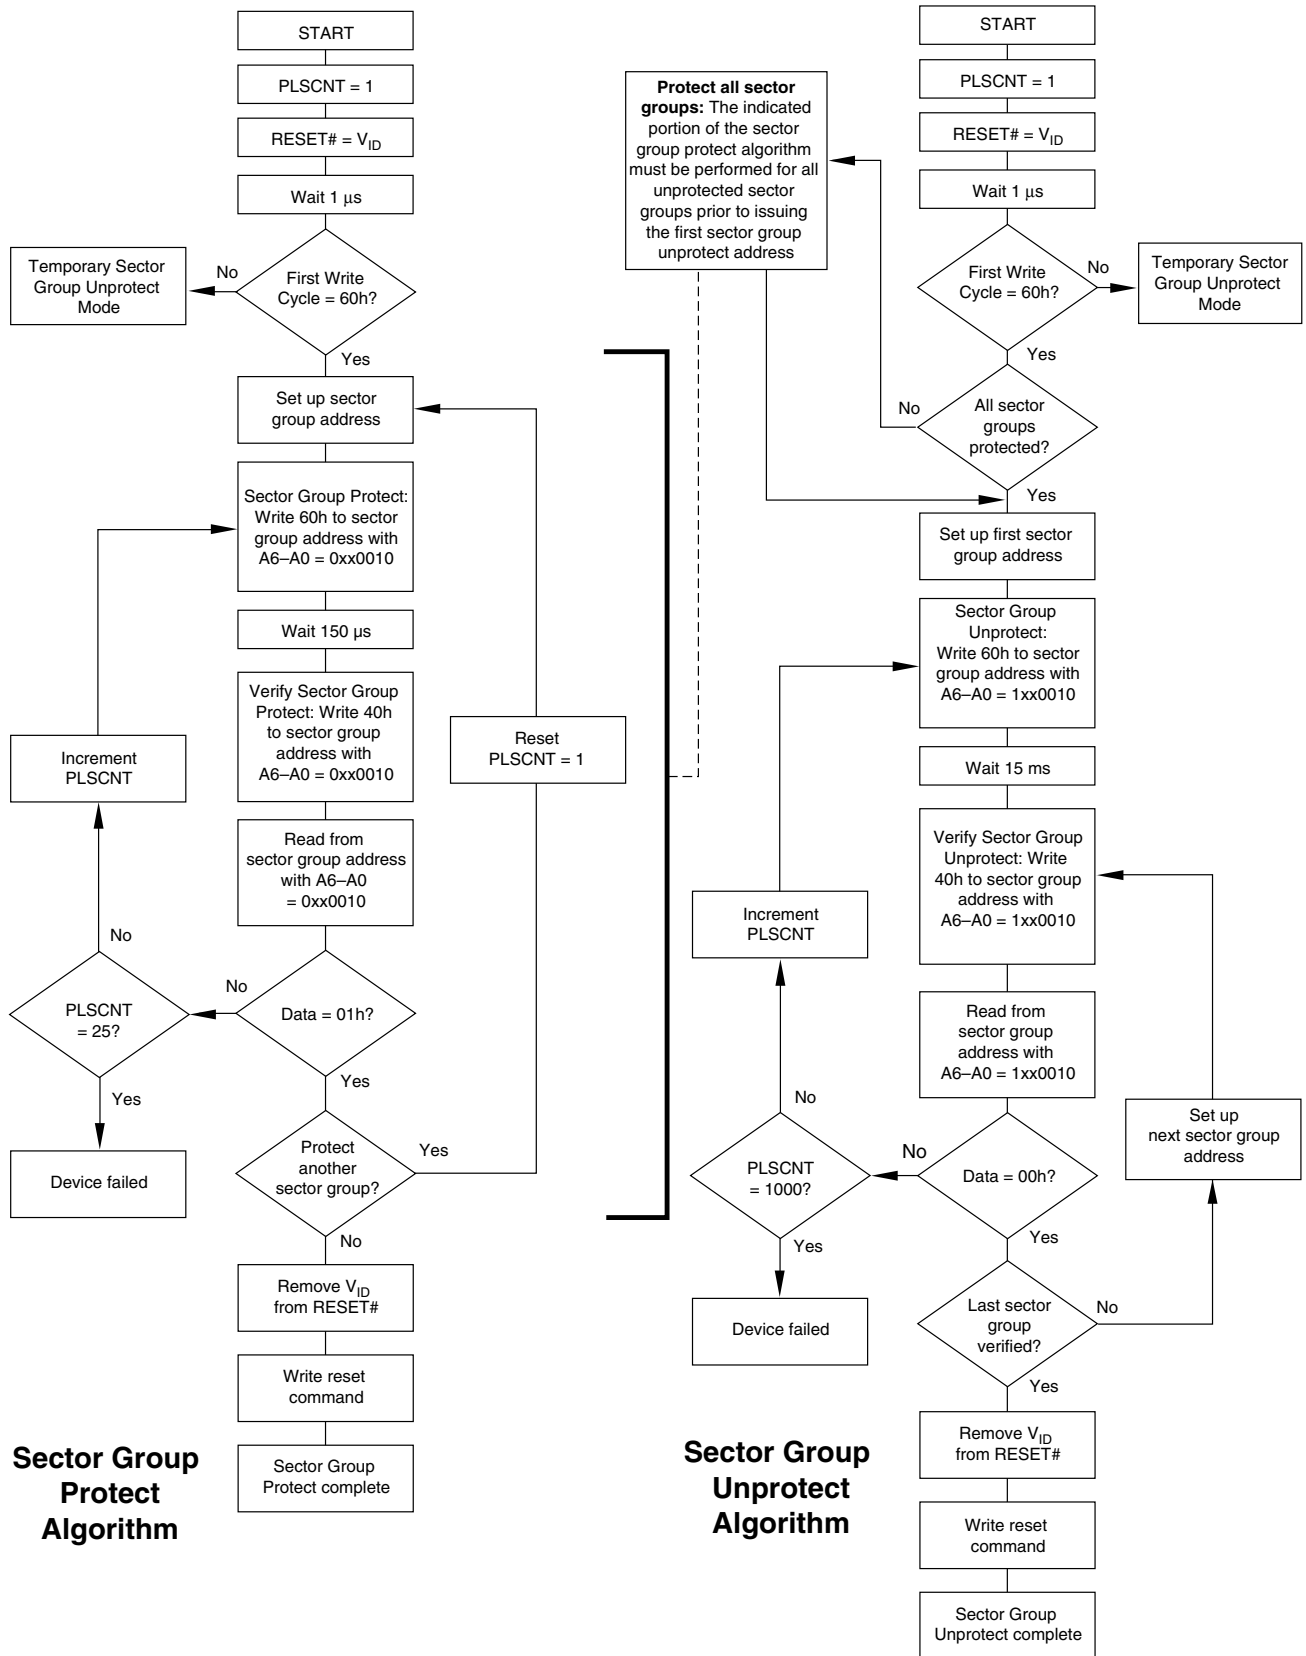 START
PLSCNT = 1
RESET# = VID
Wait 1 μs
First Write
Cycle = 60h?
No
Temporary Sector
Group Unprotect
Mode
Yes
Set up sector
group address
Sector Group Protect:
Write 60h to sector
group address with
A6–A0 = 0xx0010
Wait 150 μs
Verify Sector Group
Protect: Write 40h
to sector group
address with
A6–A0 = 0xx0010
Read from
sector group address
with A6–A0
= 0xx0010
Data = 01h?
No
PLSCNT
= 25?
No
Increment
PLSCNT
Yes
Device failed
Yes
Protect
another
sector group?
Yes
Reset
PLSCNT = 1
No
Remove VID
from RESET#
Write reset
command
Sector Group
Protect complete
Sector Group
Protect
Algorithm
START
PLSCNT = 1
RESET# = VID
Wait 1 μs
First Write
Cycle = 60h?
No
Temporary Sector
Group Unprotect
Mode
Yes
All sector
groups
protected?
No
Protect all sector
groups: The indicated
portion of the sector
group protect algorithm
must be performed for all
unprotected sector
groups prior to issuing
the first sector group
unprotect address
Yes
Set up first sector
group address
Sector Group
Unprotect:
Write 60h to sector
group address with
A6–A0 = 1xx0010
Wait 15 ms
Verify Sector Group
Unprotect: Write
40h to sector group
address with
A6–A0 = 1xx0010
Read from
sector group
address with
A6–A0 = 1xx0010
Data = 00h?
No
PLSCNT
= 1000?
No
Increment
PLSCNT
Yes
Device failed
Yes
Last sector
group
verified?
No
Set up
next sector group
address
Yes
Remove VID
from RESET#
Write reset
command
Sector Group
Unprotect complete
Sector Group
Unprotect
Algorithm